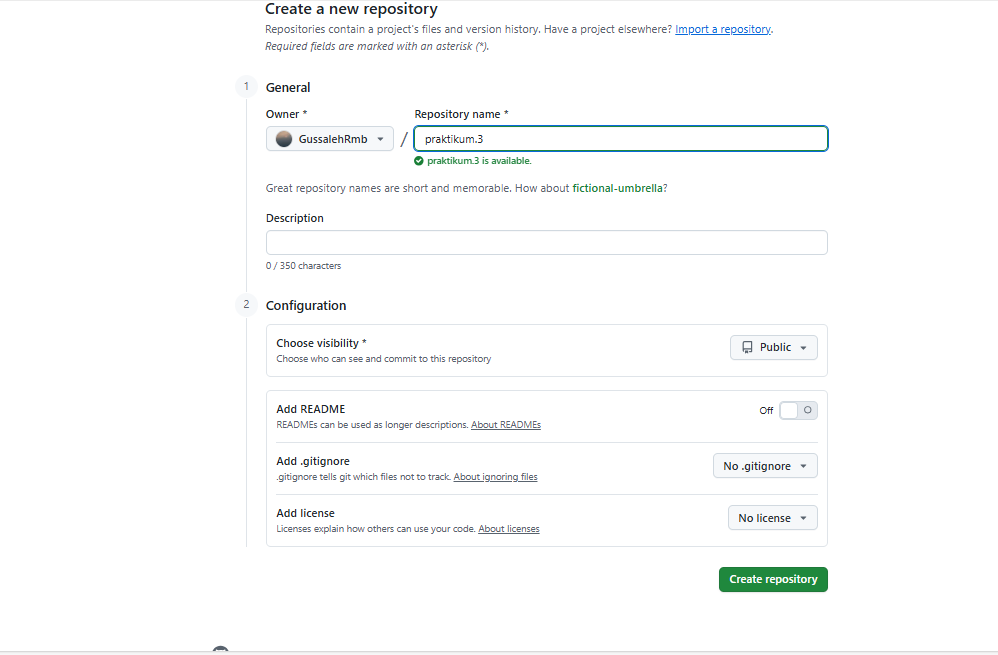 Create a new repository
Repositories contain a project's files and version history. Have a project elsewhere? Import a repository.
Required fields are marked with an asterisk (*).
1 General
Owner * Repository name *
GussalehRmb / praktikum.3
praktikum.3 is available.
Great repository names are short and memorable. How about fictional-umbrella?
Description
0 / 350 characters
2 Configuration
Choose visibility * Public
Choose who can see and commit to this repository
Add README Off
READMEs can be used as longer descriptions. About READMEs
Add .gitignore No .gitignore
.gitignore tells git which files not to track. About ignoring files
Add license No license
Licenses explain how others can use your code. About licenses
Create repository